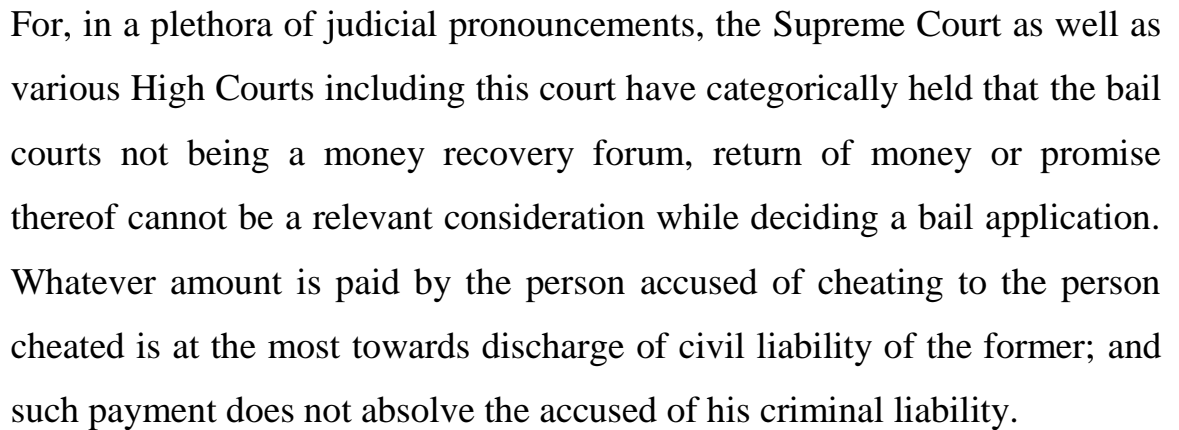 For, in a plethora of judicial pronouncements, the Supreme Court as well as
various High Courts including this court have categorically held that the bail
courts not being a money recovery forum, return of money or promise
thereof cannot be a relevant consideration while deciding a bail application.
Whatever amount is paid by the person accused of cheating to the person
cheated is at the most towards discharge of civil liability of the former; and
such payment does not absolve the accused of his criminal liability.